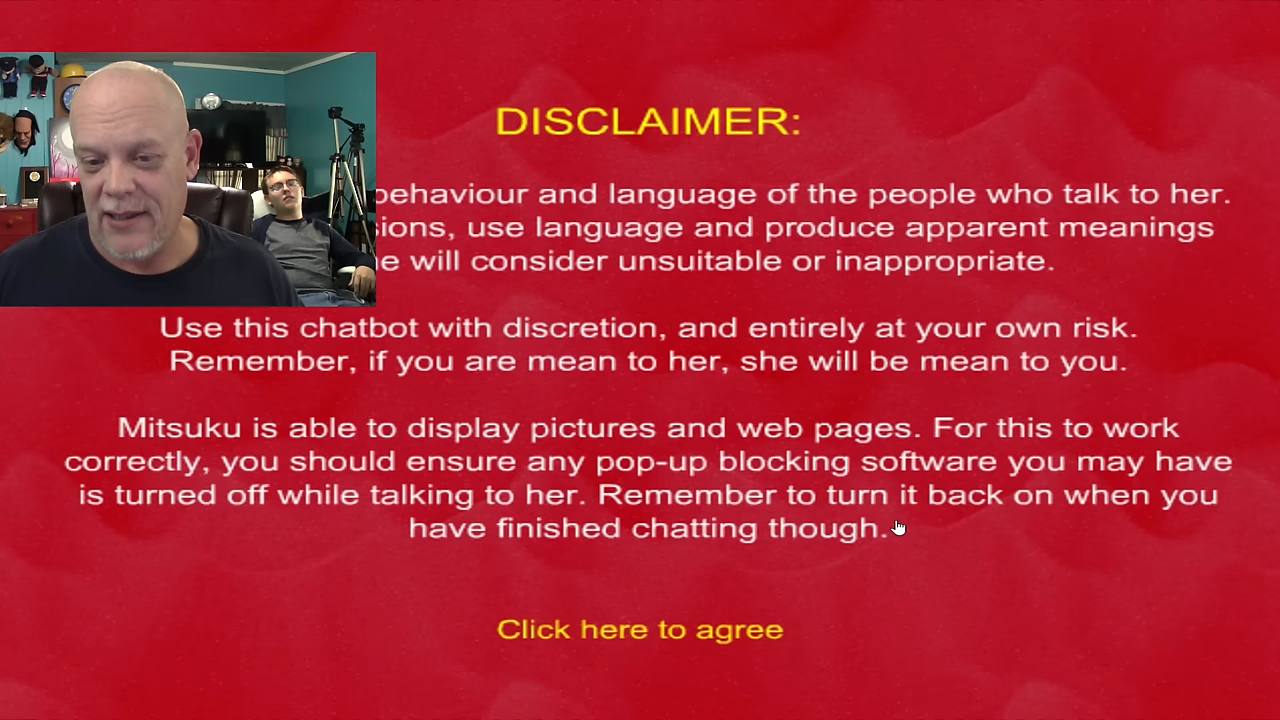 DISCLAIMER:
behaviour and language of the people who talk to her.
sions, use language and produce apparent meanings
e will consider unsuitable or inappropriate.
Use this chatbot with discretion, and entirely at your own risk.
Remember, if you are mean to her, she will be mean to you.
Mitsuku is able to display pictures and web pages. For this to work
correctly, you should ensure any pop-up blocking software you may have
is turned off while talking to her. Remember to turn it back on when you
have finished chatting though.
Click here to agree